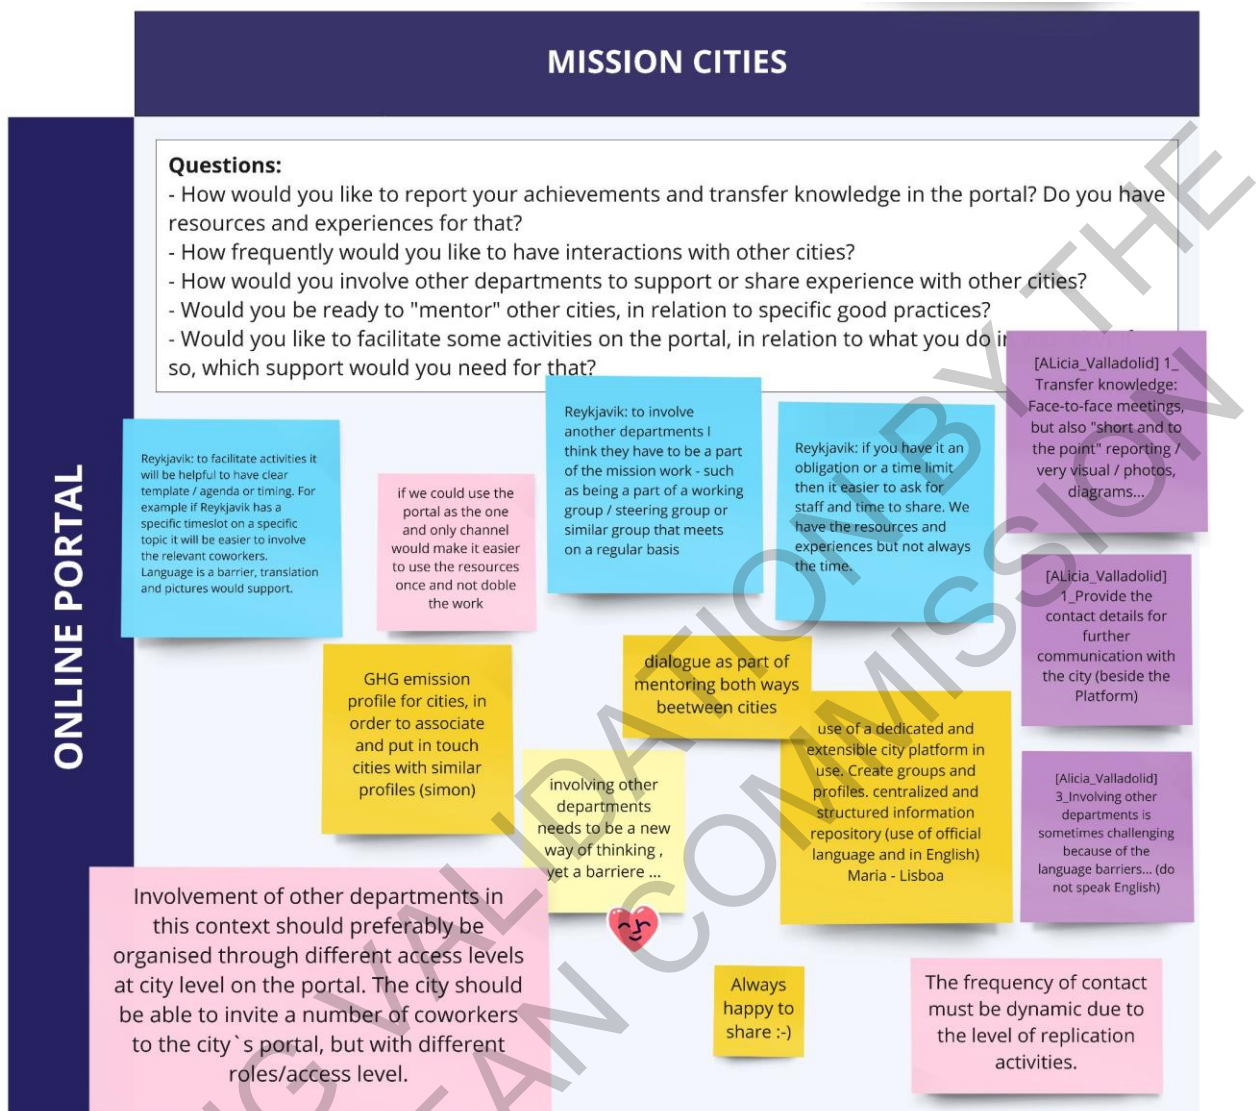 MISSION CITIES
ONLINE PORTAL
Questions:
- How would you like to report your achievements and transfer knowledge in the portal? Do you have
resources and experiences for that?
- How frequently would you like to have interactions with other cities?
- How would you involve other departments to support or share experience with other cities?
- Would you be ready to "mentor" other cities, in relation to specific good practices?
- Would you like to facilitate some activities on the portal, in relation to what you do in
so, which support would you need for that?
Reykjavik: to facilitate activities it
will be helpful to have clear
template / agenda or timing. For
example if Reykjavik has a
specific timeslot on a specific
topic it will be easier to involve
the relevant coworkers.
Language is a barrier, translation
and pictures would support.
if we could use the
portal as the one
and only channel
would make it easier
to use the resources
once and not doble
the work
Reykjavik: to involve
another departments I
think they have to be a part
of the mission work - such
as being a part of a working
group / steering group or
similar group that meets
on a regular basis
Reykjavik: if you have it an
obligation or a time limit
then it easier to ask for
staff and time to share. We
have the resources and
experiences but not always
the time.
[ALicia_Valladolid] 1_
Transfer knowledge:
Face-to-face meetings,
but also "short and to
the point" reporting /
very visual / photos,
diagrams...
[ALicia_Valladolid]
1_Provide the
contact details for
further
communication with
the city (beside the
Platform)
GHG emission
profile for cities, in
order to associate
and put in touch
cities with similar
profiles (simon)
dialogue as part of
mentoring both ways
beetween cities
use of a dedicated and
extensible city platform in
use. Create groups and
profiles. centralized and
structured information
repository (use of official
language and in English)
Maria - Lisboa
involving other
departments
needs to be a new
way of thinking ,
yet a barriere ...
[Alicia_Valladolid]
3_Involving other
departments is
sometimes challenging
because of the
language barriers... (do
not speak English)
Involvement of other departments in
this context should preferably be
organised through different access levels
at city level on the portal. The city should
be able to invite a number of coworkers
to the city`s portal, but with different
roles/access level.
Always
happy to
share :-)
The frequency of contact
must be dynamic due to
the level of replication
activities.
G VALIDATION BY THE
EAN COMMISSION